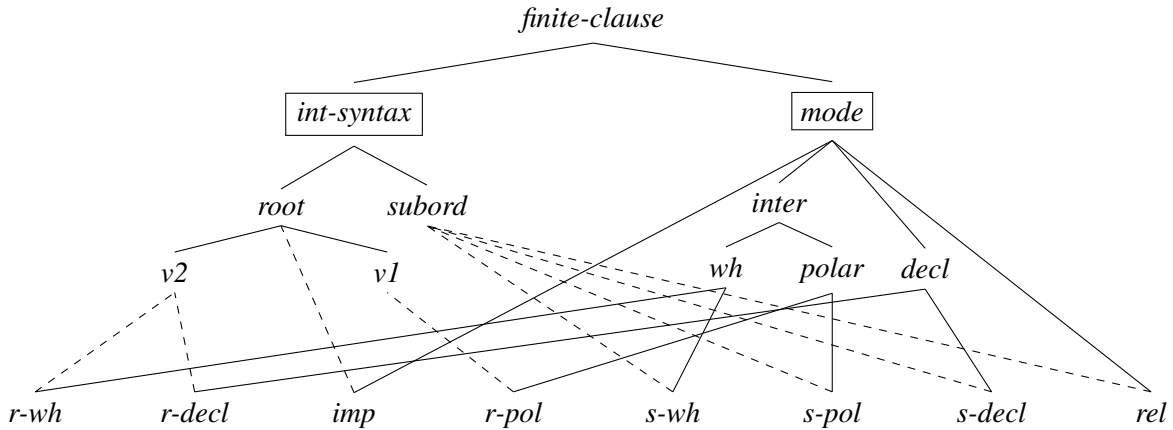 finite-clause
int-syntax mode
root subord inter
v2 v1 wh polar decl
r-wh r-decl imp r-pol s-wh s-pol s-decl rel